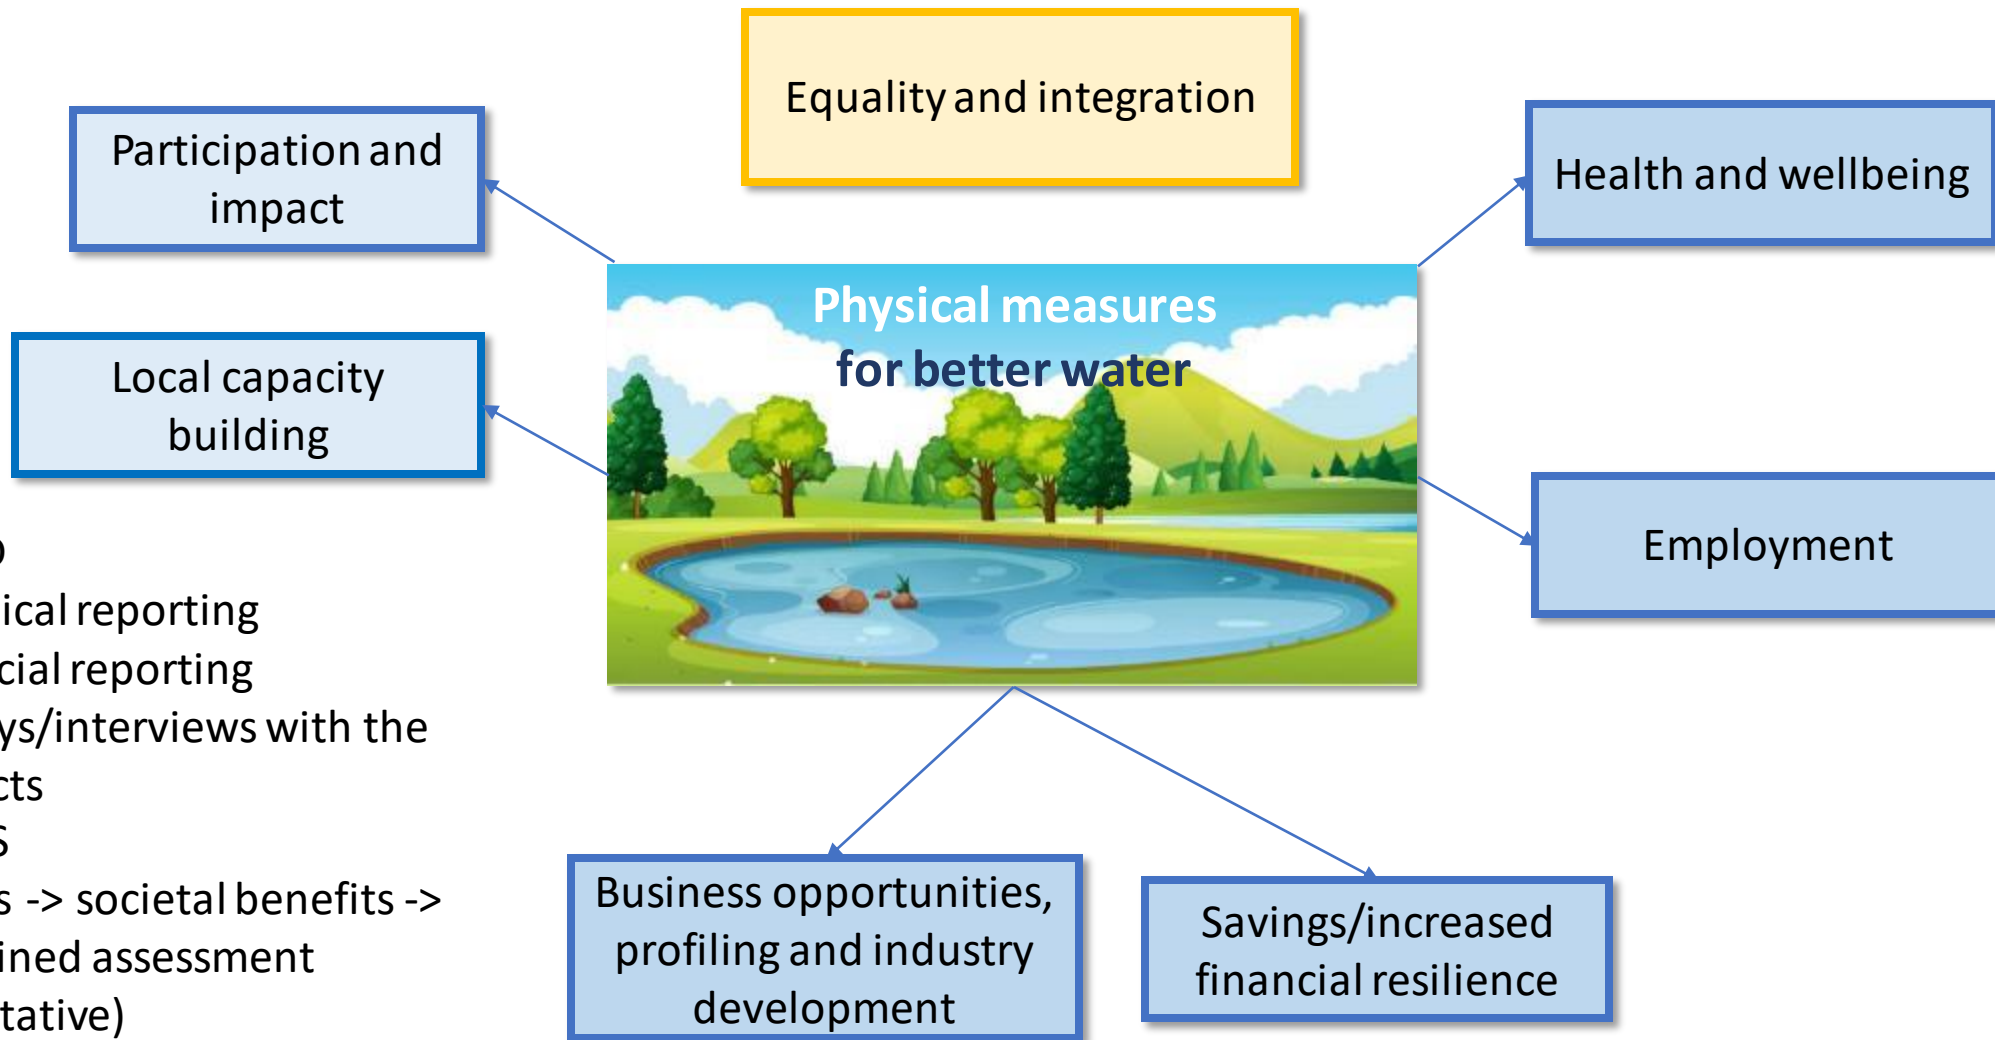 Equality and integration
Participation and
impact
Health and wellbeing
Physical measures
for better water
Local capacity
building
Employment
ical reporting
cial reporting
ys/interviews with the
cts
S
s -> societal benefits ->
ined assessment
tative)
Business opportunities,
profiling and industry
development
Savings/increased
financial resilience